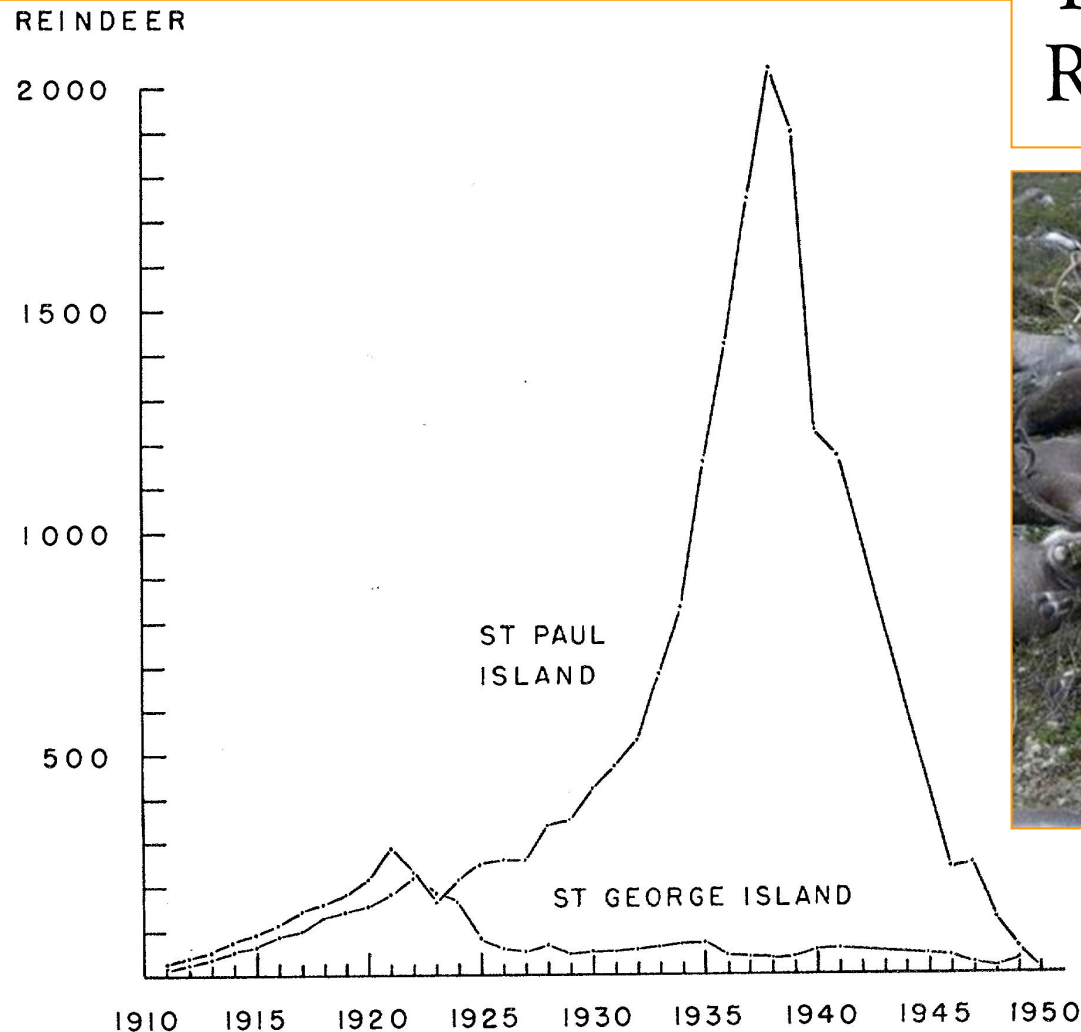 REINDEER
R
2000
1500
1000
500
ST PAUL
ISLAND
ST GEORGE ISLAND
1910 1915 1920 1925 1930 1935 1940 1945 1950